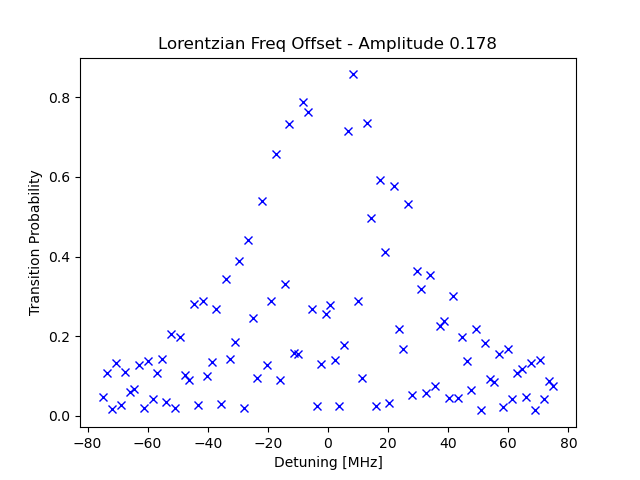 Lorentzian Freq Offset - Amplitude 0.178
Transition Probability
0.8
0.6
0.4
0.2
0.0
−80 −60 −40 −20 0 20 40 60 80
Detuning [MHz]